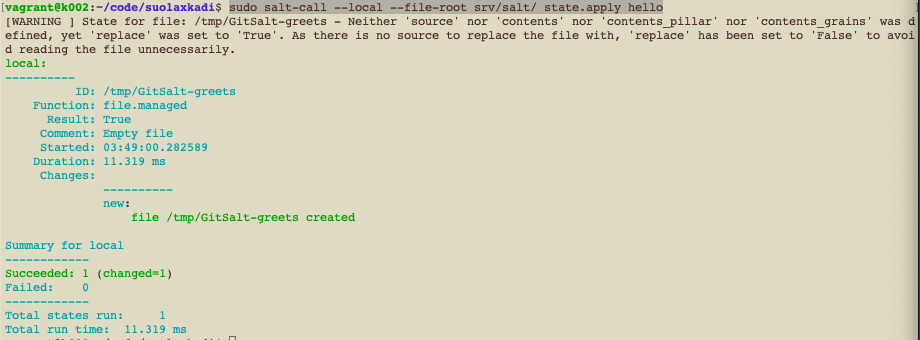 [vagrant@k002:~/code/suolaxkadi$ sudo salt-call --local --file-root srv/salt/ state.apply hello ]
[WARNING ] State for file: /tmp/GitSalt-greets - Neither 'source' nor 'contents' nor 'contents_pillar' nor 'contents_grains' was d
efined, yet 'replace' was set to 'True'. As there is no source to replace the file with, 'replace' has been set to 'False' to avoi
d reading the file unnecessarily.
local:
----------
ID: /tmp/GitSalt-greets
Function: file.managed
Result: True
Comment: Empty file
Started: 03:49:00.282589
Duration: 11.319 ms
Changes:
----------
new:
file /tmp/GitSalt-greets created
Summary for local
------------
Succeeded: 1 (changed=1)
Failed: 0
------------
Total states run: 1
Total run time: 11.319 ms